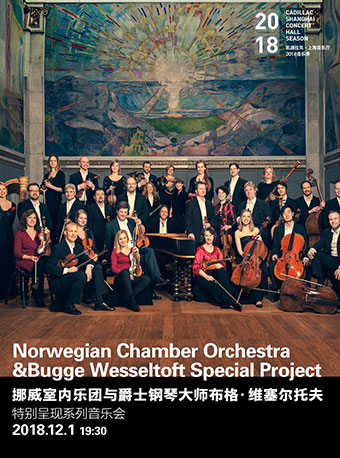 20
18
CADILLAC
SHANGHAI
CONCERT
HALL
SEASON
凯迪拉克·上海音乐厅
2018音乐季
Norwegian Chamber Orchestra
&Bugge Wesseltoft Special Project
挪威室内乐团与爵士钢琴大师布格·维塞尔托夫
特别呈现系列音乐会
2018.12.1 19:30